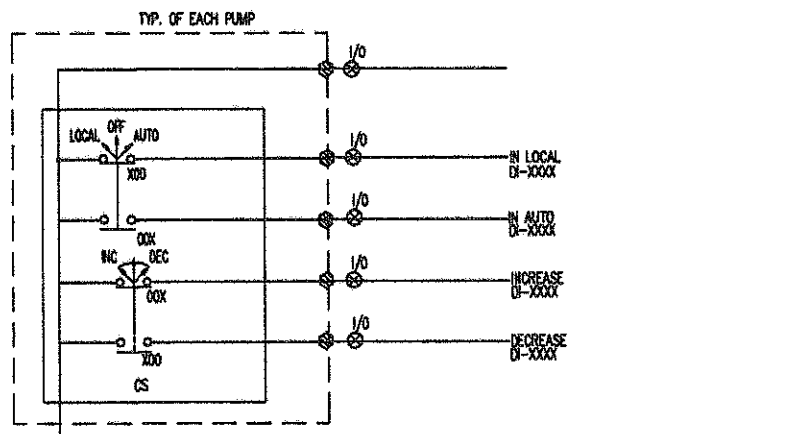 TYP. OF EACH PUMP
I/O
LOCAL OFF AUTO
I/O
IN LOCAL
DI-XXXX
XOO
I/O
IN AUTO
DI-XXXX
OOX
INC DEC
I/O
INCREASE
DI-XXXX
OOX
I/O
DECREASE
DI-XXXX
XOO
CS